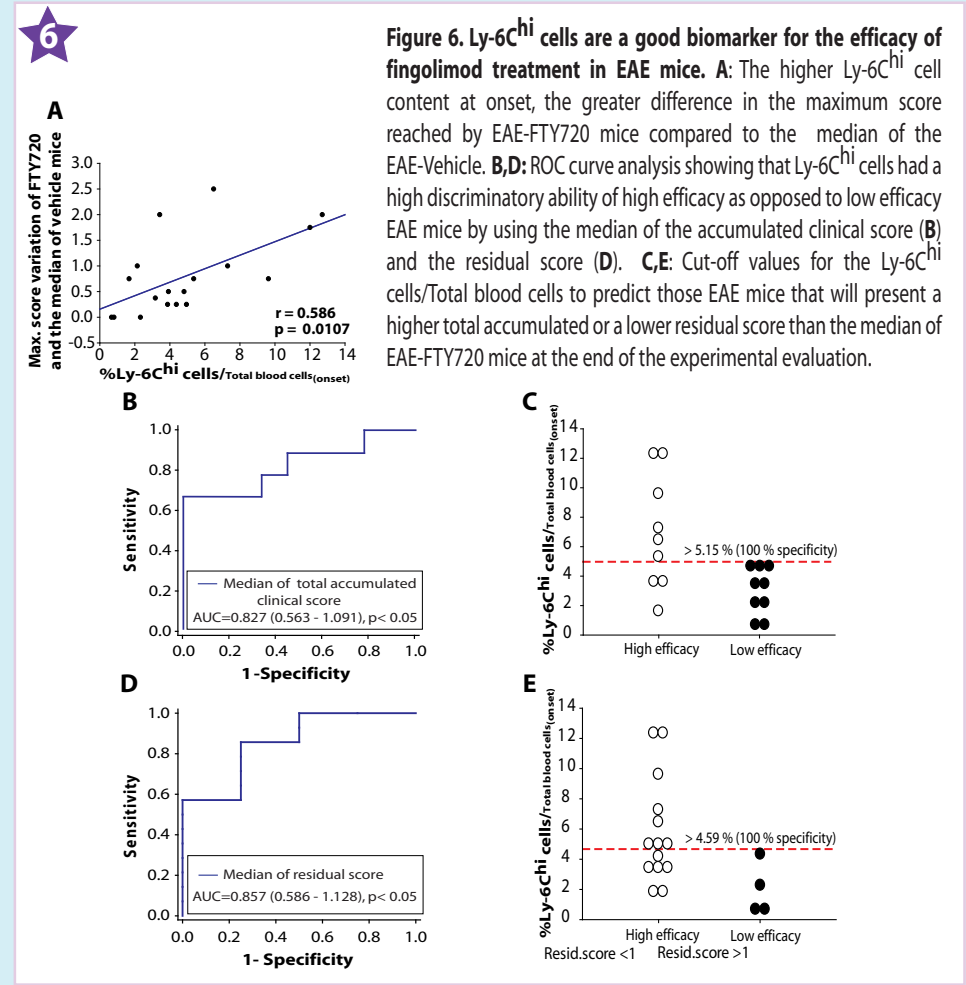 6
Figure 6. Ly-6Chi cells are a good biomarker for the efficacy of
fingolimod treatment in EAE mice. A: The higher Ly-6Chi cell
content at onset, the greater difference in the maximum score
reached by EAE-FTY720 mice compared to the median of the
EAE-Vehicle. B,D: ROC curve analysis showing that Ly-6Chi cells had a
high discriminatory ability of high efficacy as opposed to low efficacy
EAE mice by using the median of the accumulated clinical score (B)
and the residual score (D). C,E: Cut-off values for the Ly-6Chi
cells/Total blood cells to predict those EAE mice that will present a
higher total accumulated or a lower residual score than the median of
EAE-FTY720 mice at the end of the experimental evaluation.
A
Max. score variation of FTY720
and the median of vehicle mice
3.0
2.5
2.0
1.5
1.0
0.5
0.0
-0.5
r = 0.586
p = 0.0107
0 2 4 6 8 10 12 14
%Ly-6Chi cells/Total blood cells(onset)
B
Sensitivity
1.0
0.8
0.6
0.4
0.2
0.0
Median of total accumulated
clinical score
AUC=0.827 (0.563 - 1.091), p< 0.05
0.0 0.2 0.4 0.6 0.8 1.0
1-Specificity
C
%Ly-6Chi cells/Total blood cells(onset)
14
12
10
8
6
4
2
0
> 5.15 % (100 % specificity)
High efficacy Low efficacy
D
Sensitivity
1.0
0.8
0.6
0.4
0.2
0.0
Median of residual score
AUC=0.857 (0.586 - 1.128), p< 0.05
0.0 0.2 0.4 0.6 0.8 1.0
1- Specificity
E
%Ly-6Chi cells/Total blood cells(onset)
14
12
10
8
6
4
2
0
> 4.59 % (100 % specificity)
High efficacy Low efficacy
Resid.score <1 Resid.score >1